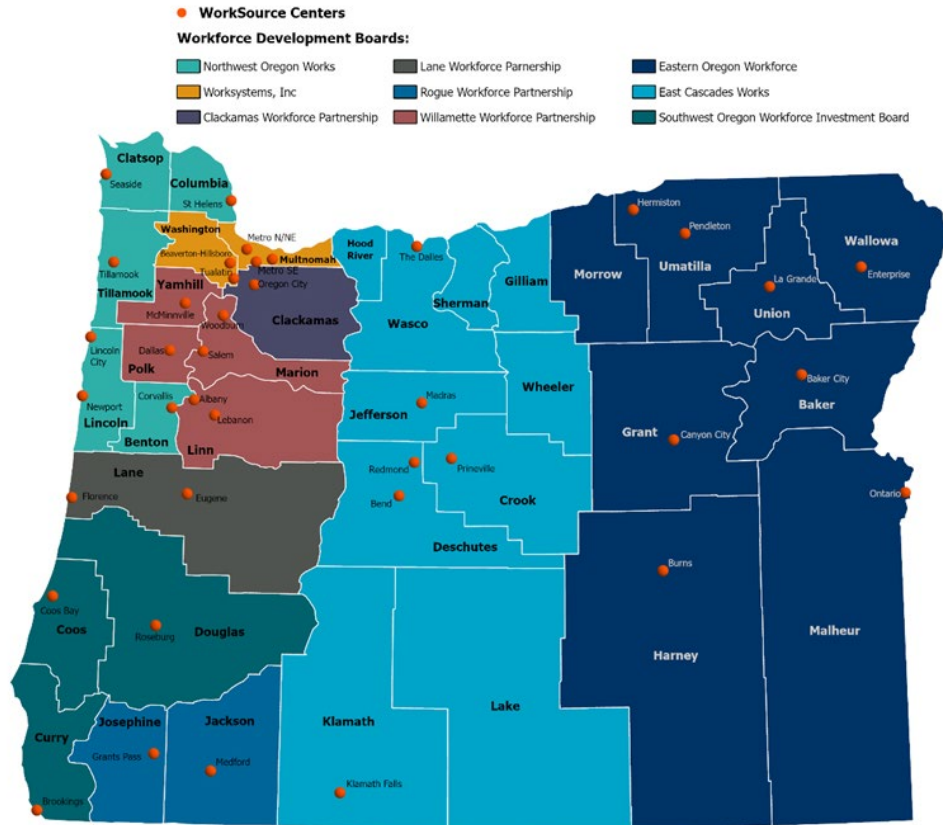 WorkSource Centers
Workforce Development Boards:
Northwest Oregon Works
Lane Workforce Parnership
Eastern Oregon Workforce
Worksystems, Inc
Rogue Workforce Partnership
East Cascades Works
Clackamas Workforce Partnership
Willamette Workforce Partnership
Southwest Oregon Workforce Investment Board
Clatsop
Seaside
Columbia
St Helens
Hermiston
Pendleton
Washington
Hood
River
The Dalles
Wallowa
Beaverton-Hillsboro
Metro N/NE
Multnomah
Umatilla
Tillamook
Tualatin
Metro SE
Gilliam
Morrow
Enterprise
Tillamook
Yamhill
Oregon City
Sherman
La Grande
McMinnville
Woodburn
Clackamas
Wasco
Union
Lincoln
City
Dallas
Salem
Polk
Marion
Wheeler
Baker City
Newport
Corvallis
Albany
Madras
Baker
Lincoln
Lebanon
Jefferson
Grant
Canyon City
Benton
Linn
Lane
Redmond
Prineville
Florence
Eugene
Bend
Crook
Ontario
Deschutes
Burns
Coos Bay
Coos
Roseburg
Douglas
Malheur
Harney
Lake
Curry
Josephine
Jackson
Klamath
Grants Pass
Medford
Klamath Falls
Brookings